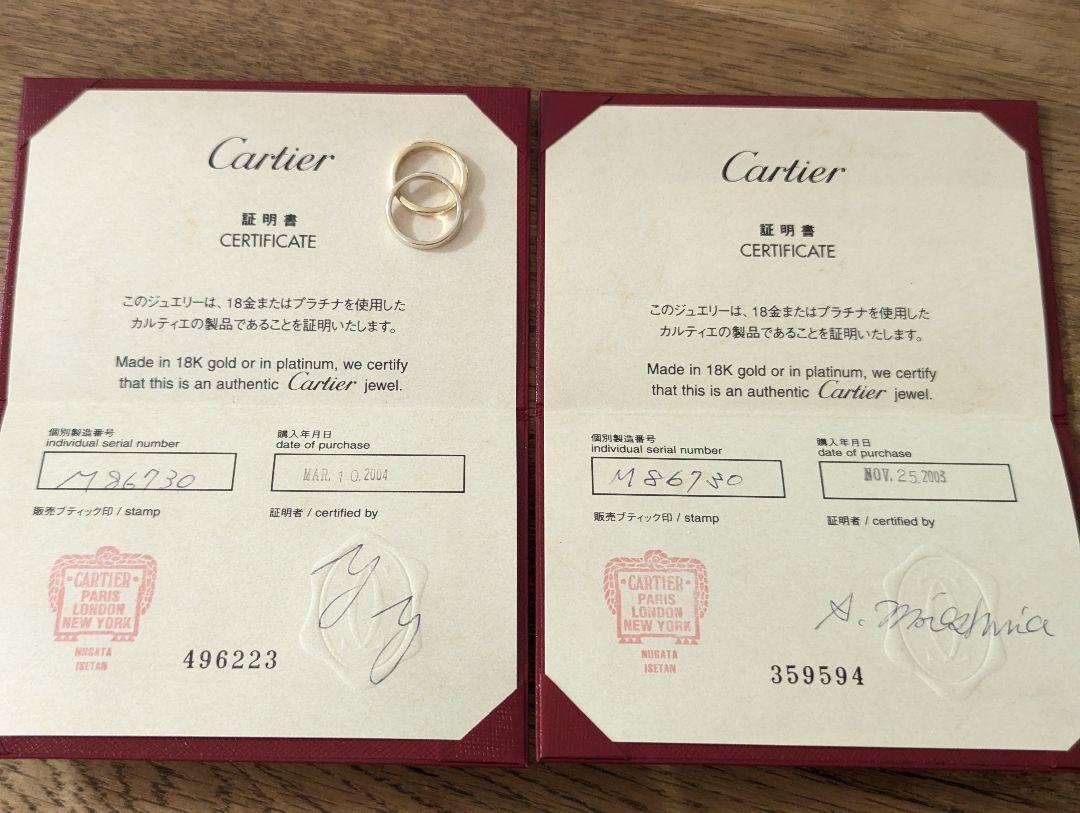 Cartier
証明書
CERTIFICATE
このジュエリーは、18金またはプラチナを使用した
カルティエの製品であることを証明いたします。
Made in 18K gold or in platinum, we certify
that this is an authentic Cartier jewel.
個別製造番号
individual serial number
M86730
購入年月日
date of purchase
MAR. 10.2004
販売ブティック印 / stamp
証明者 / certified by
CARTIER
PARIS
LONDON
NEW YORK
NIIGATA
ISETAN
496223
Cartier
証明書
CERTIFICATE
このジュエリーは、18金またはプラチナを使用した
カルティエの製品であることを証明いたします。
Made in 18K gold or in platinum, we certify
that this is an authentic Cartier jewel.
個別製造番号
individual serial number
M86730
購入年月日
date of purchase
NOV. 25.2003
販売ブティック印 / stamp
証明者 / certified by
CARTIER
PARIS
LONDON
NEW YORK
NIIGATA
ISETAN
359594